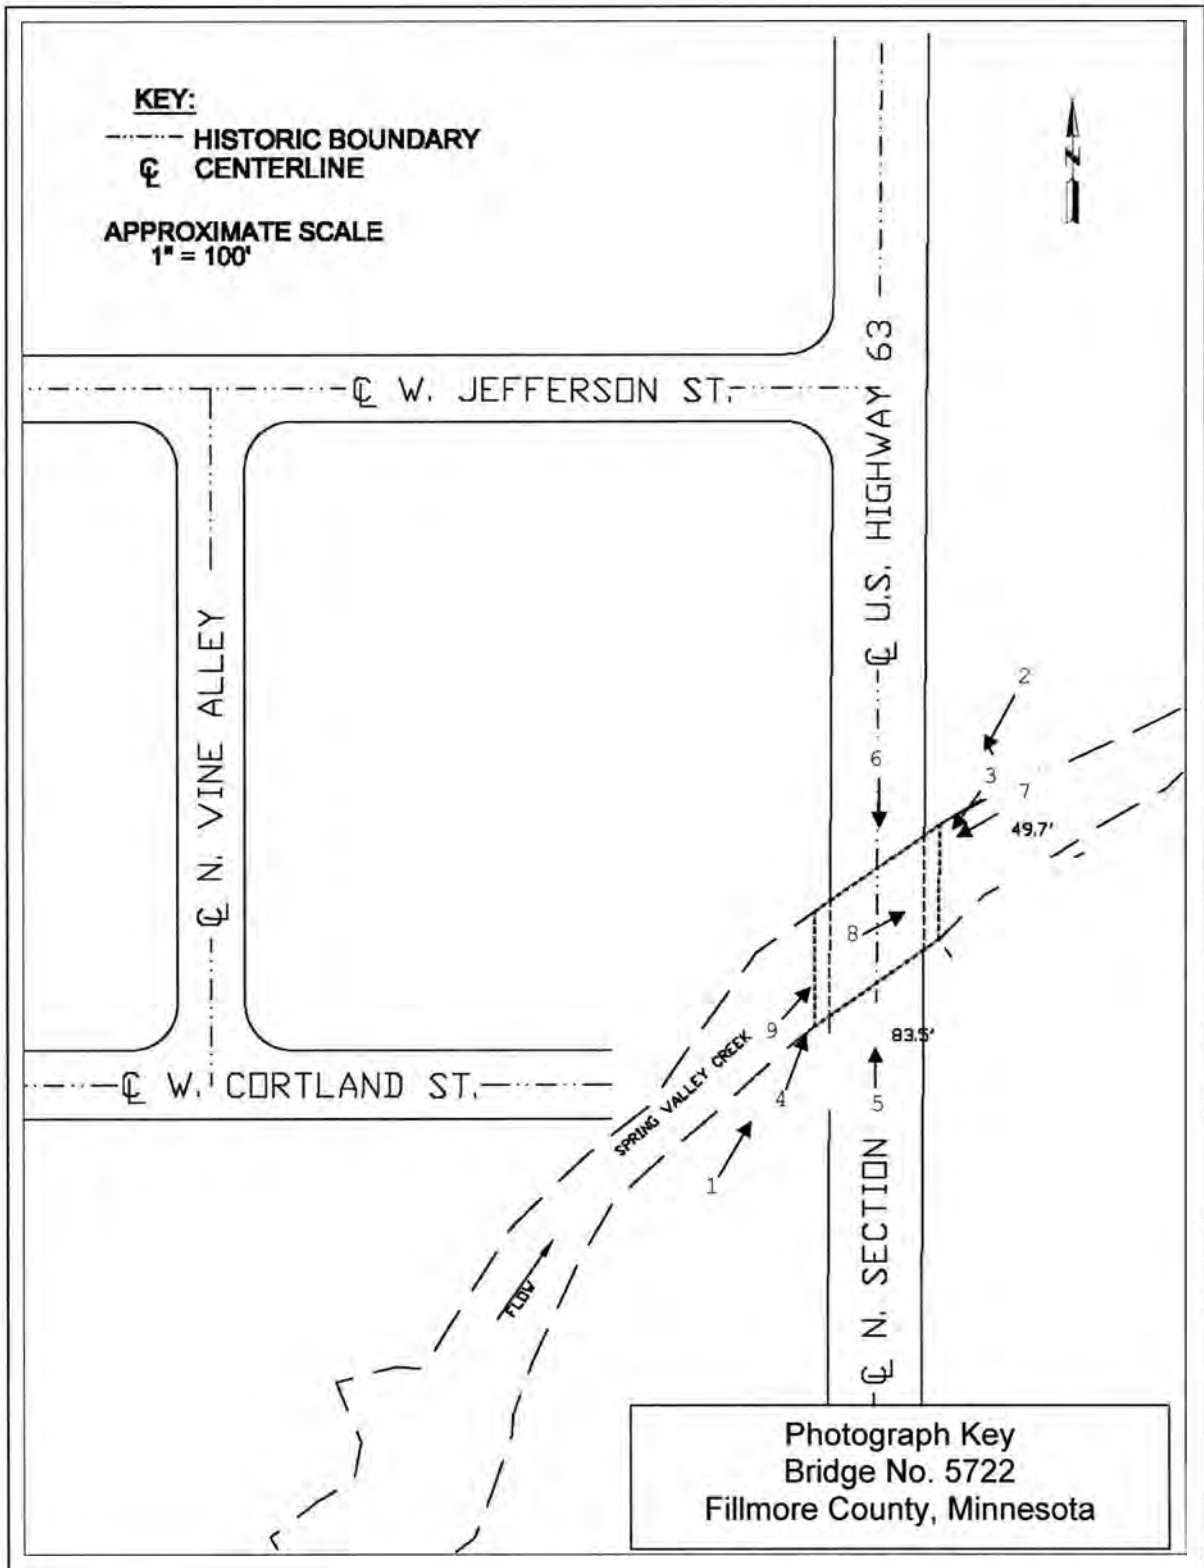 KEY:
HISTORIC BOUNDARY
℄ CENTERLINE
APPROXIMATE SCALE
1" = 100'
N
℄ W. JEFFERSON ST.
℄ U.S. HIGHWAY 63
℄ N. VINE ALLEY
2
6
3
7
49.7'
8
9
83.5'
SPRING VALLEY CREEK
℄ W. CORTLAND ST.
4
5
1
FLOW
℄ N. SECTION
Photograph Key
Bridge No. 5722
Fillmore County, Minnesota